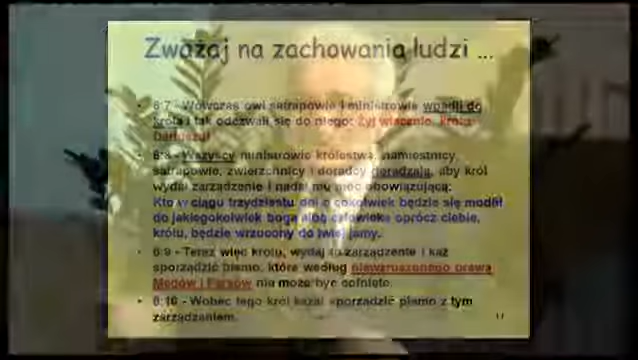 Zważaj na zachowania ludzi ...
• 6:7 - Wówczas owi satrapowie i ministrowie wpadli do
króla i tak odezwali się do niego: Żyj wiecznie, królu
Dariuszu!
• 6:8 - Wszyscy ministrowie królestwa, namiestnicy,
satrapowie, zwierzchnicy i doradcy doradzają, aby król
wydał zarządzenie i nadał mu moc obowiązującą:
Kto w ciągu trzydziestu dni o cokolwiek będzie się modlił
do jakiegokolwiek boga albo człowieka oprócz ciebie,
królu, będzie wrzucony do lwiej jamy.
• 6:9 - Teraz więc królu, wydaj to zarządzenie i każ
sporządzić pismo, które według niewzruszonego prawa
Medów i Persów nie może być cofnięte.
• 6:10 - Wobec tego król kazał sporządzić pismo z tym
zarządzeniem.